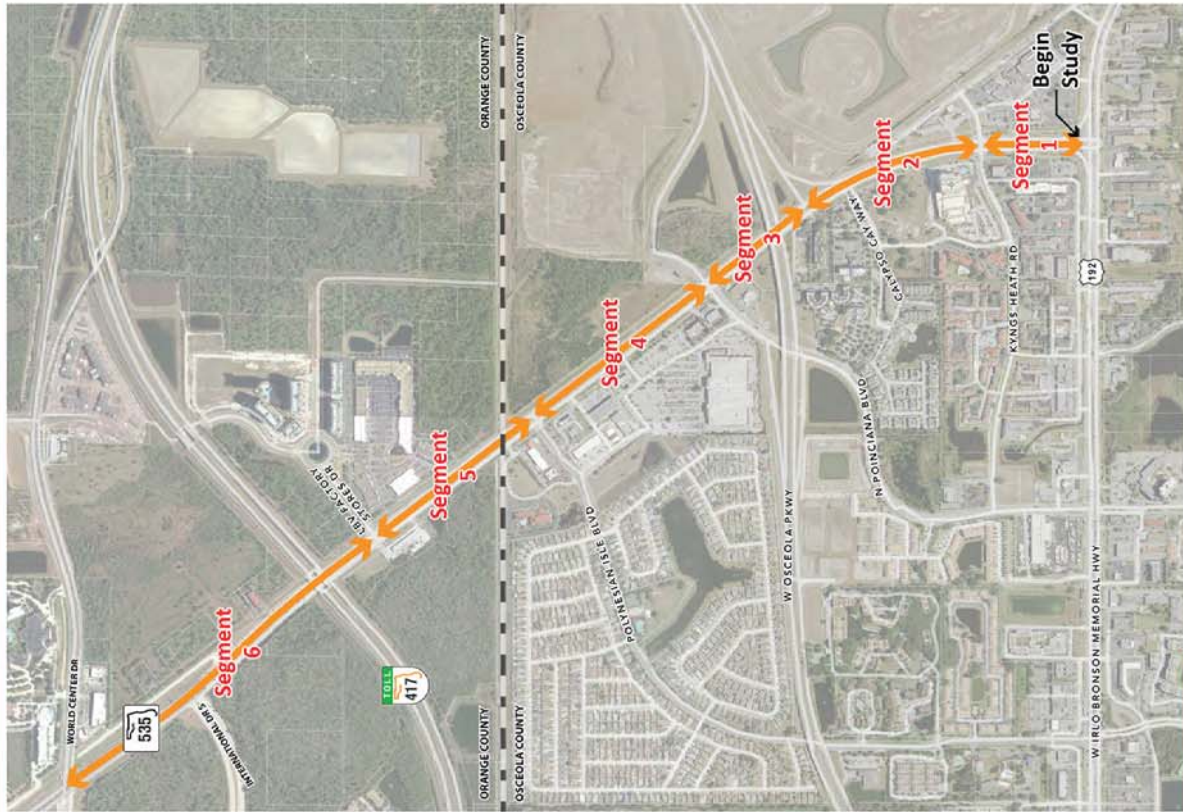 WORLD CENTER DR
535
INTERNATIONAL DR S
Segment
6
TOLL
417
LBV FACTORY
STORES DR
Segment
5
ORANGE COUNTY
OSCEOLA COUNTY
ORANGE COUNTY
OSCEOLA COUNTY
Segment
4
POLYNESIAN ISLE BLVD
Segment
3
W OSCEOLA PKWY
Segment
2
CALYPSO CAY WAY
N POINCIANA BLVD
KYNGS HEATH RD
Segment
1
Begin
Study
192
W IRLO BRONSON MEMORIAL HWY